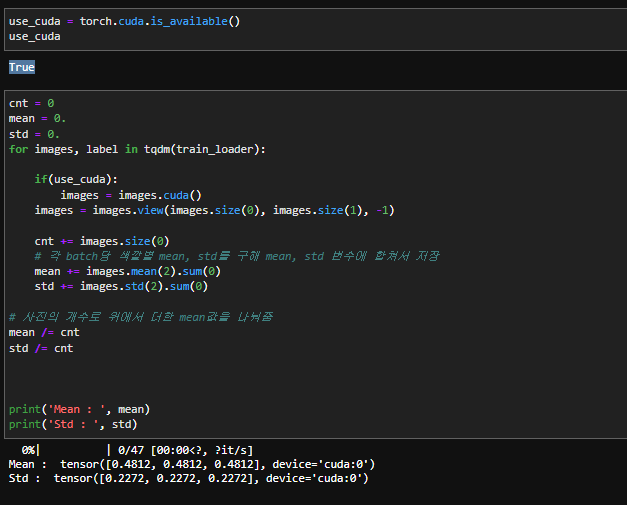 use_cuda = torch.cuda.is_available()
use_cuda
True
cnt = 0
mean = 0.
std = 0.
for images, label in tqdm(train_loader):
if(use_cuda):
images = images.cuda()
images = images.view(images.size(0), images.size(1), -1)
cnt += images.size(0)
# 각 batch당 색깔별 mean, std를 구해 mean, std 변수에 합쳐서 저장
mean += images.mean(2).sum(0)
std += images.std(2).sum(0)
# 사진의 개수로 위에서 더한 mean값을 나눠줌
mean /= cnt
std /= cnt
print('Mean : ', mean)
print('Std : ', std)
0%| | 0/47 [00:00<?, ?it/s]
Mean : tensor([0.4812, 0.4812, 0.4812], device='cuda:0')
Std : tensor([0.2272, 0.2272, 0.2272], device='cuda:0')